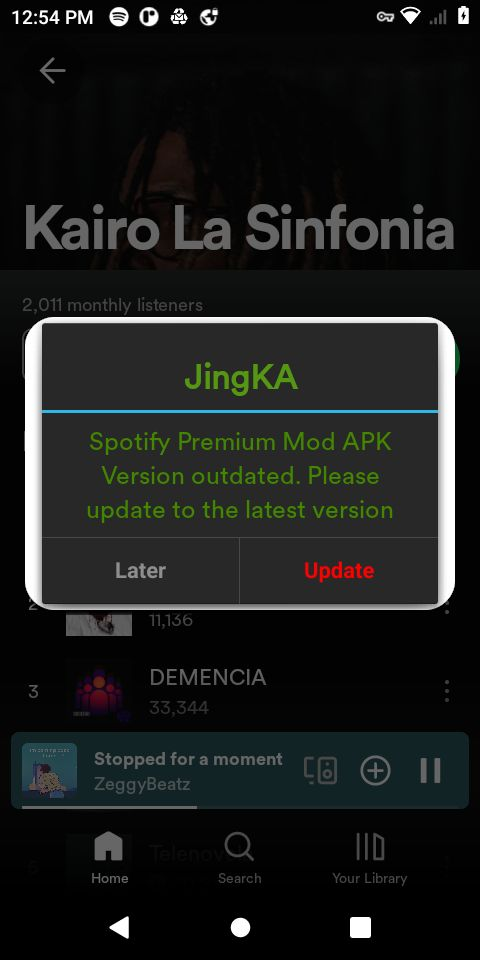 12:54 PM
Kairo La Sinfonia
2,011 monthly listeners
JingKA
Spotify Premium Mod APK
Version outdated. Please
update to the latest version
Later
Update
2
11,136
3
DEMENCIA
33,344
Stopped for a moment
ZeggyBeatz
Home
Search
Your Library